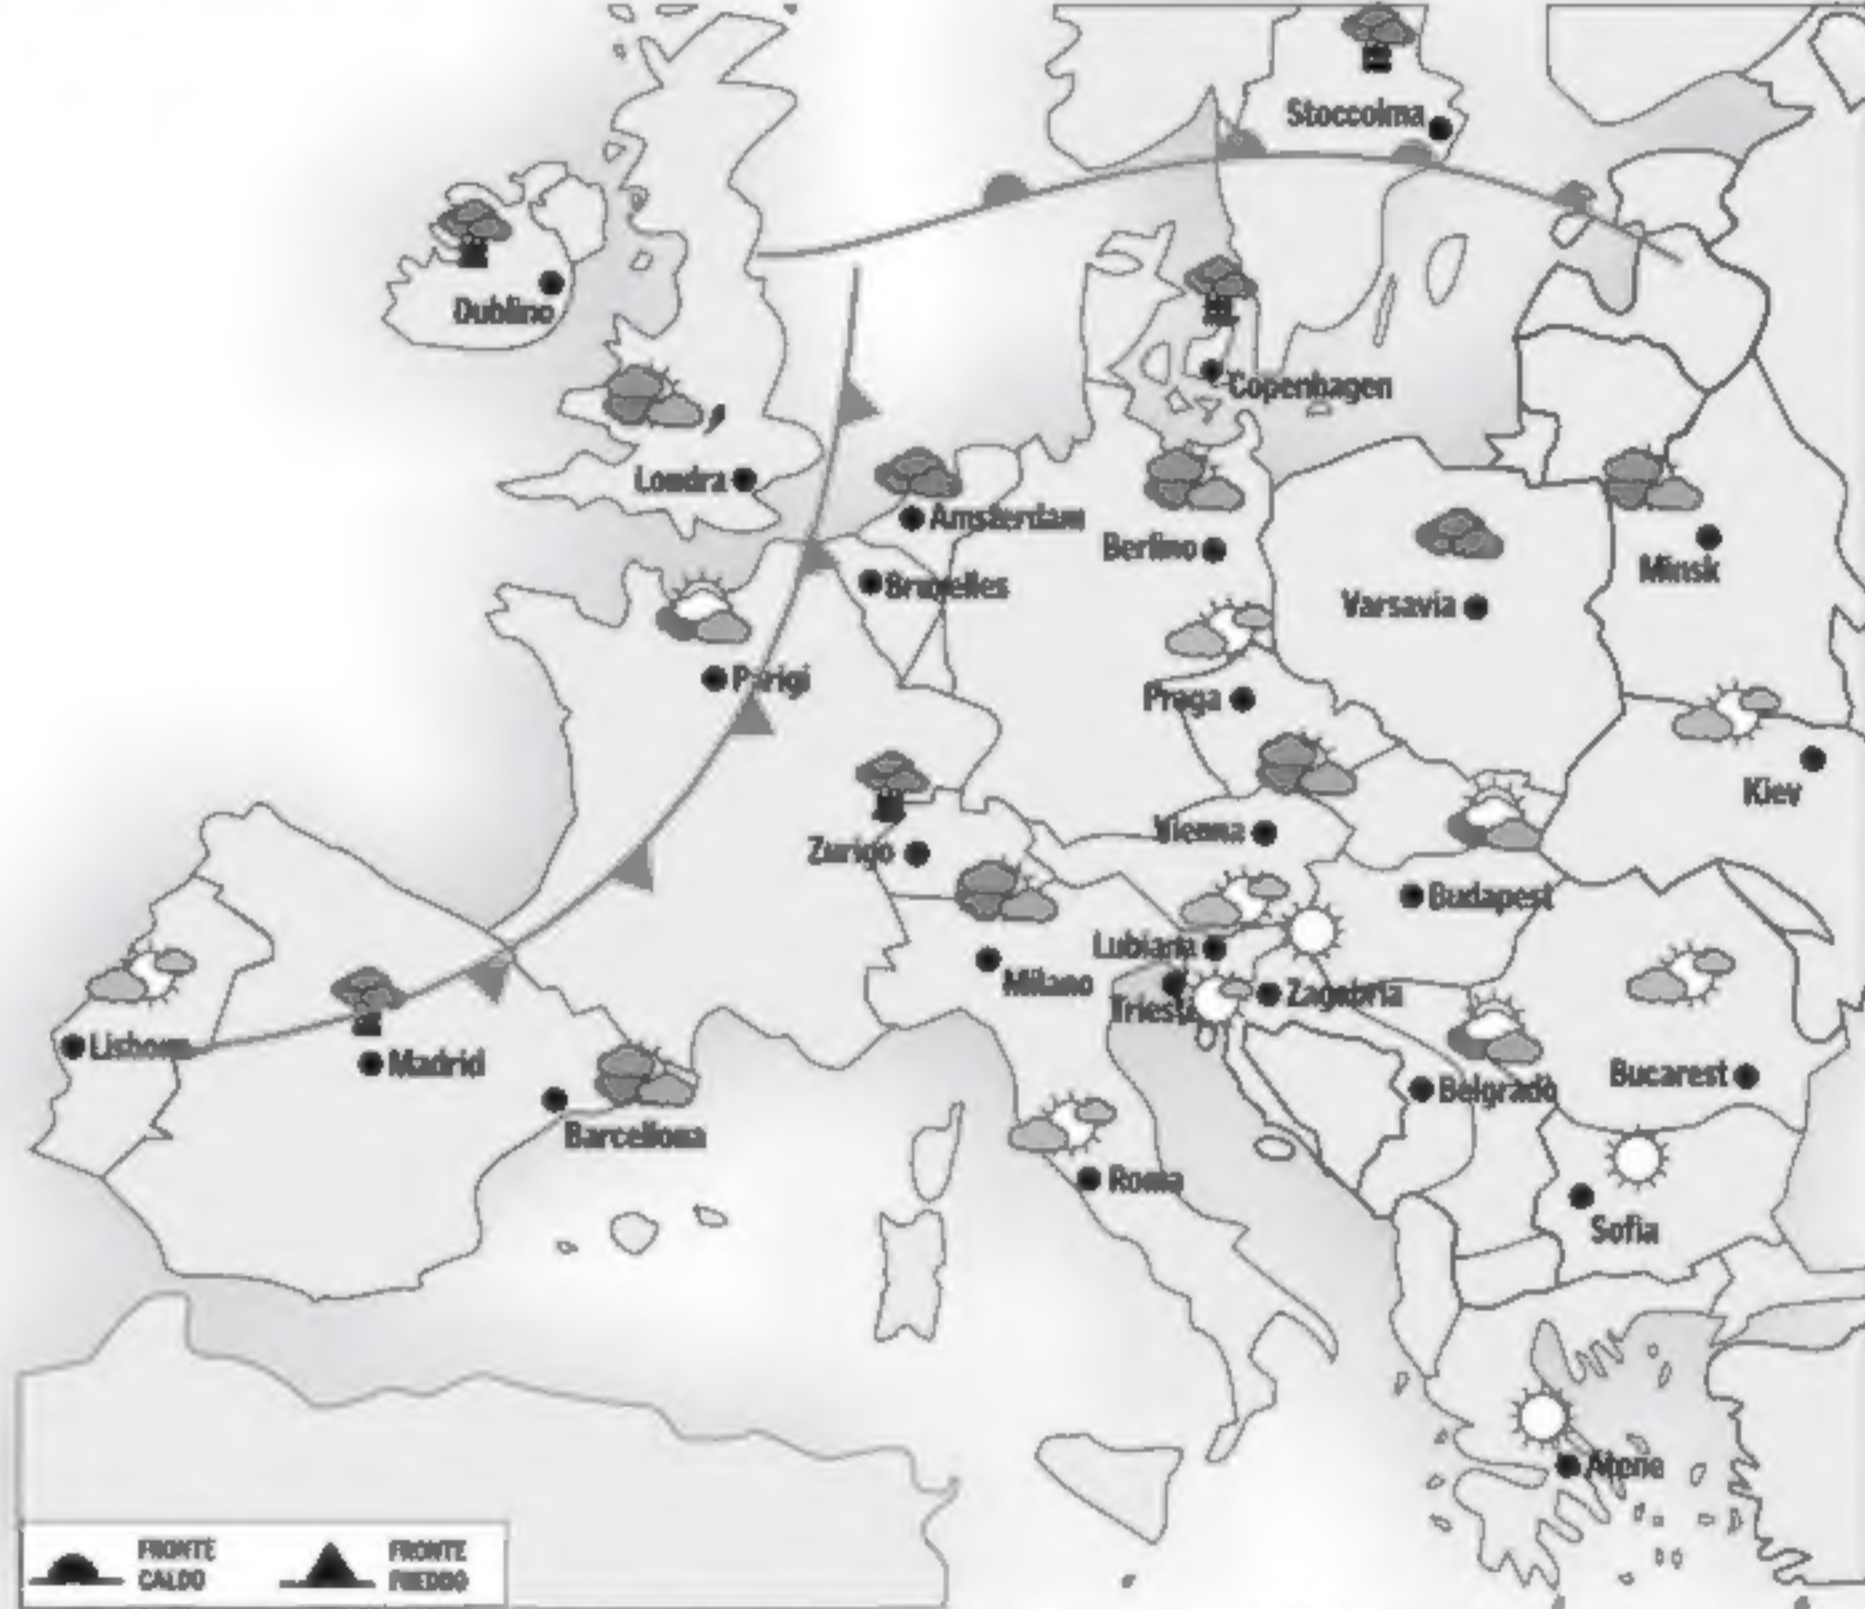 Stoccolma
Dublino
Copenhagen
Londra
Amsterdam
Berlino
Minsk
Bruxelles
Varsavia
Parigi
Praga
Kiev
Vienna
Zurigo
Budapest
Lubiana
Milano
Zagabria
Trieste
Lisbona
Madrid
Bucarest
Belgrado
Barcellona
Roma
Sofia
Atene
FRONTE
CALDO
FRONTE
FREDDO